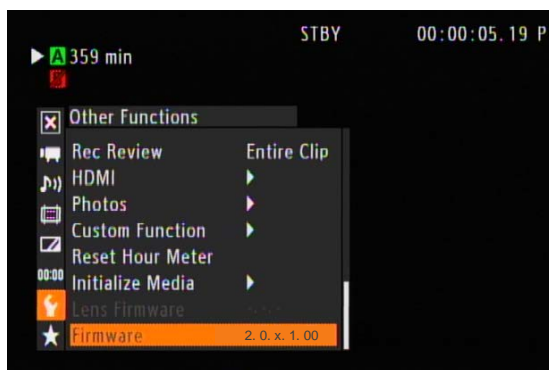 STBY 00:00:05.19 P
A 359 min
Other Functions
Rec Review Entire Clip
HDMI
Photos
Custom Function
Reset Hour Meter
00:00
Initialize Media
Lens Firmware -.-.-
Firmware 2. 0. x. 1. 00